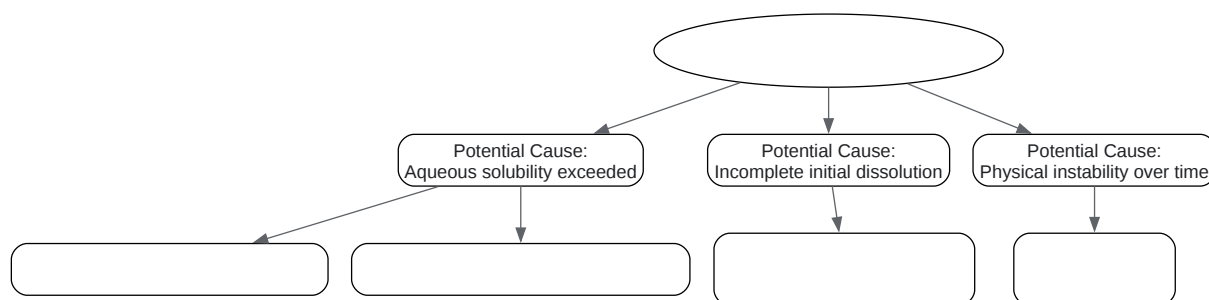 Potential Cause:
Aqueous solubility exceeded
Potential Cause:
Incomplete initial dissolution
Potential Cause:
Physical instability over time